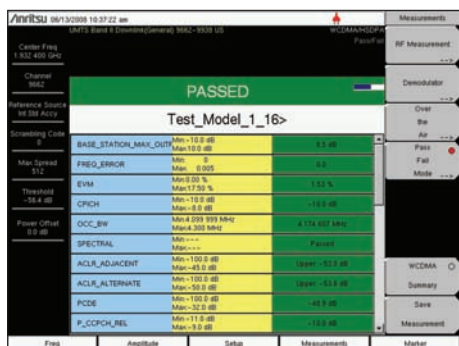 Anritsu 06/13/2008 10:37:22 am
UMTS Band II Downlink(General) 9662-9938 US
WCDMA/HSDPA
Pass/Fail
Measurements
RF Measurement
-->
Demodulator
-->
Over
the
Air -->
Pass
Fail
Mode -->
WCDMA
Summary
Save
Measurement
Center Freq
1.932 400 GHz
Channel
9662
Reference Source
Int Std Accy
Scrambling Code
0
Max Spread
512
Threshold
-56.4 dB
Power Offset
0.0 dB
PASSED
Test_Model_1_16>
BASE_STATION_MAX_OUTP Min:-10.0 dB Max:10.0 dB 8.5 dB
FREQ_ERROR Min: 0 Max: 0.005 0.0
EVM Min:0.00 % Max:17.50 % 1.53 %
CPICH Min:-10.0 dB Max:-8.0 dB -10.0 dB
OCC_BW Min:4.099 999 MHz Max:4.300 MHz 4.174 607 MHz
SPECTRAL Min:--- Max:--- Passed
ACLR_ADJACENT Min:-100.0 dB Max:-45.0 dB
ACLR_ALTERNATE Min:-100.0 dB Max:-50.0 dB
PCDE Min:-100.0 dB Max:-32.0 dB -40.9 dB
P_CCPCH_REL Min:-11.0 dB Max:-9.0 dB -10.0 dB
Freq Amplitude Setup Measurements Marker